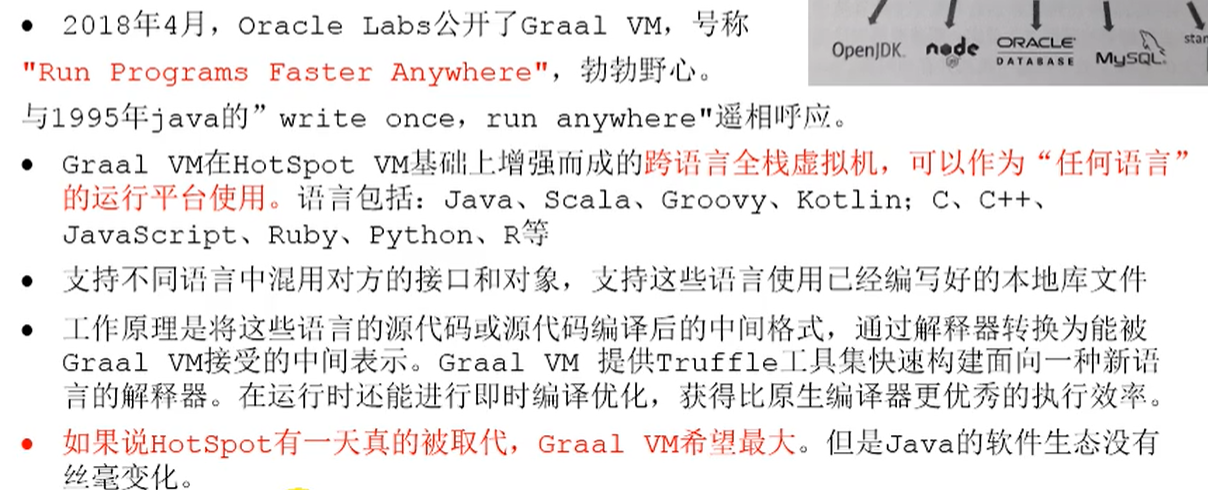 2018年4月，Oracle Labs公开了Graal VM，号称
"Run Programs Faster Anywhere"，勃勃野心。
与1995年java的”write once，run anywhere"遥相呼应。
OpenJDK
node
ORACLE
DATABASE
MySQL
Graal VM在HotSpot VM基础上增强而成的跨语言全栈虚拟机，可以作为“任何语言”
的运行平台使用。语言包括：Java、Scala、Groovy、Kotlin；C、C++、
JavaScript、Ruby、Python、R等
支持不同语言中混用对方的接口和对象，支持这些语言使用已经编写好的本地库文件
工作原理是将这些语言的源代码或源代码编译后的中间格式，通过解释器转换为能被
Graal VM接受的中间表示。Graal VM 提供Truffle工具集快速构建面向一种新语
言的解释器。在运行时还能进行即时编译优化，获得比原生编译器更优秀的执行效率。
如果说HotSpot有一天真的被取代，Graal VM希望最大。但是Java的软件生态没有
丝毫变化。